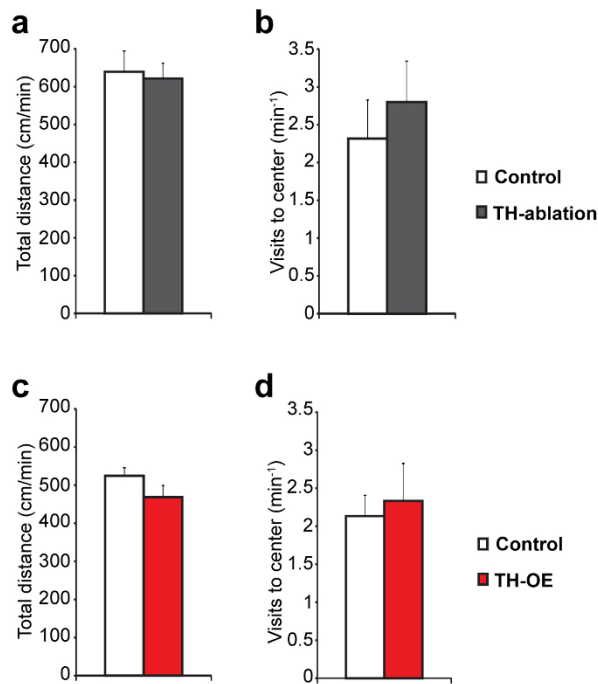 a
Total distance (cm/min)
700
600
500
400
300
200
100
0
b
Visits to center (min⁻¹)
3.5
3
2.5
2
1.5
1
0.5
0
Control
TH-ablation
c
Total distance (cm/min)
700
600
500
400
300
200
100
0
d
Visits to center (min⁻¹)
3.5
3
2.5
2
1.5
1
0.5
0
Control
TH-OE